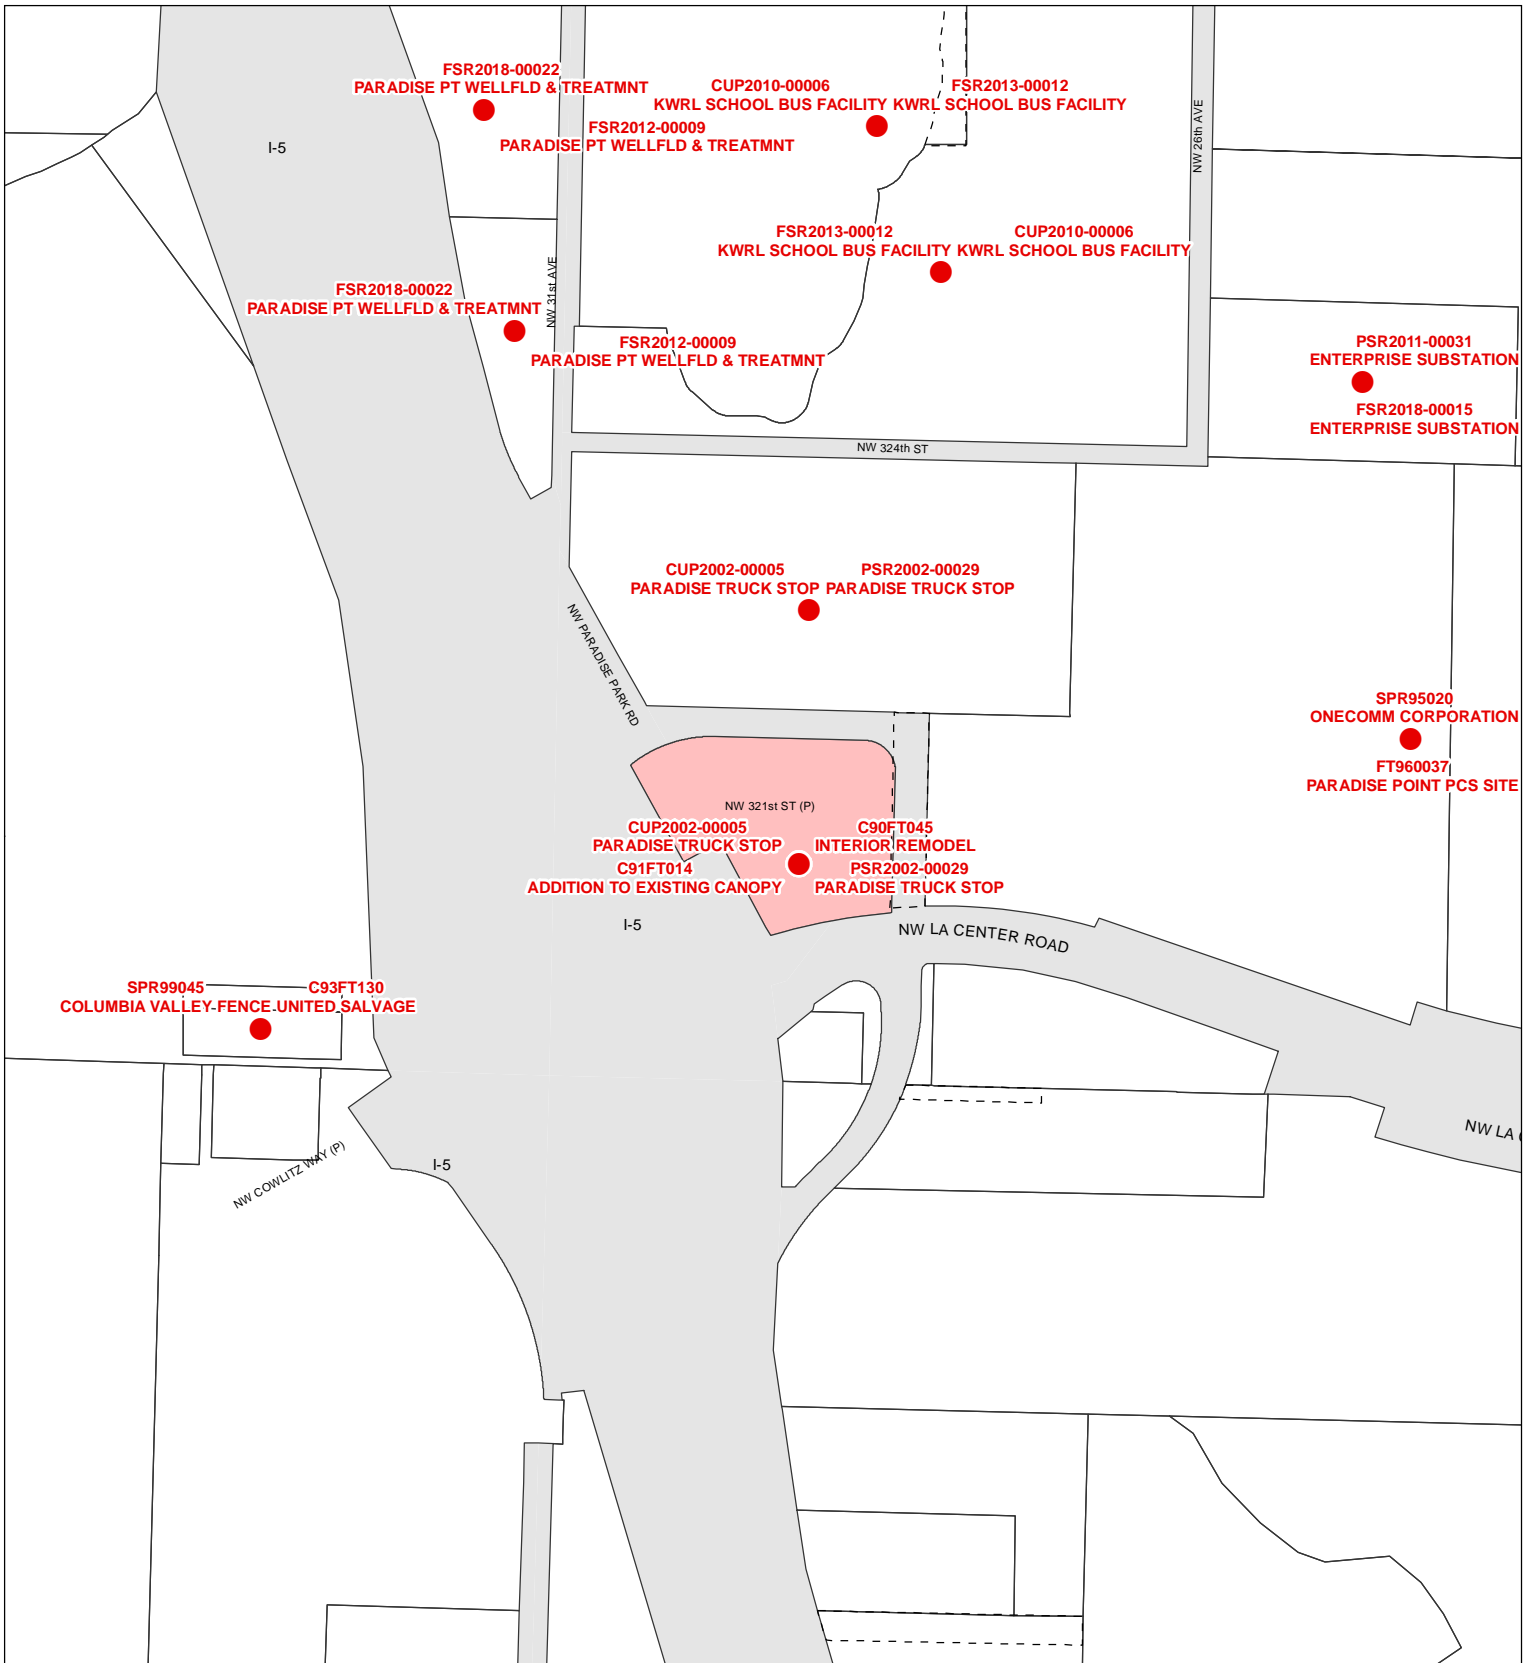 FSR2018-00022
PARADISE PT WELLFLD & TREATMNT
CUP2010-00006
KWRL SCHOOL BUS FACILITY
FSR2013-00012
KWRL SCHOOL BUS FACILITY
FSR2012-00009
PARADISE PT WELLFLD & TREATMNT
I-5
NW 26th AVE
FSR2013-00012
KWRL SCHOOL BUS FACILITY
CUP2010-00006
KWRL SCHOOL BUS FACILITY
NW 31st AVE
FSR2018-00022
PARADISE PT WELLFLD & TREATMNT
FSR2012-00009
PARADISE PT WELLFLD & TREATMNT
PSR2011-00031
ENTERPRISE SUBSTATION
FSR2018-00015
ENTERPRISE SUBSTATION
NW 324th ST
CUP2002-00005
PARADISE TRUCK STOP
PSR2002-00029
PARADISE TRUCK STOP
NW PARADISE PARK RD
SPR95020
ONECOMM CORPORATION
FT960037
PARADISE POINT PCS SITE
NW 321st ST (P)
CUP2002-00005
PARADISE TRUCK STOP
C90FT045
INTERIOR REMODEL
C91FT014
ADDITION TO EXISTING CANOPY
PSR2002-00029
PARADISE TRUCK STOP
I-5
NW LA CENTER ROAD
SPR99045
COLUMBIA VALLEY FENCE
C93FT130
UNITED SALVAGE
NW LA
I-5
NW COWLITZ WAY (P)